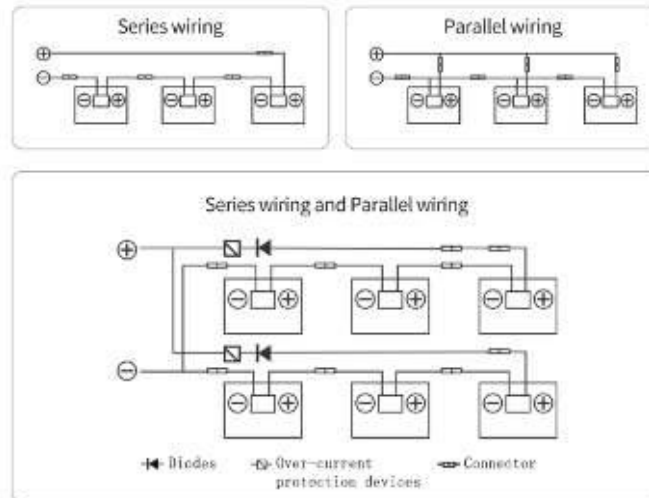 Series wiring
Parallel wiring
Series wiring and Parallel wiring
Diodes
Over-current
protection devices
Connector